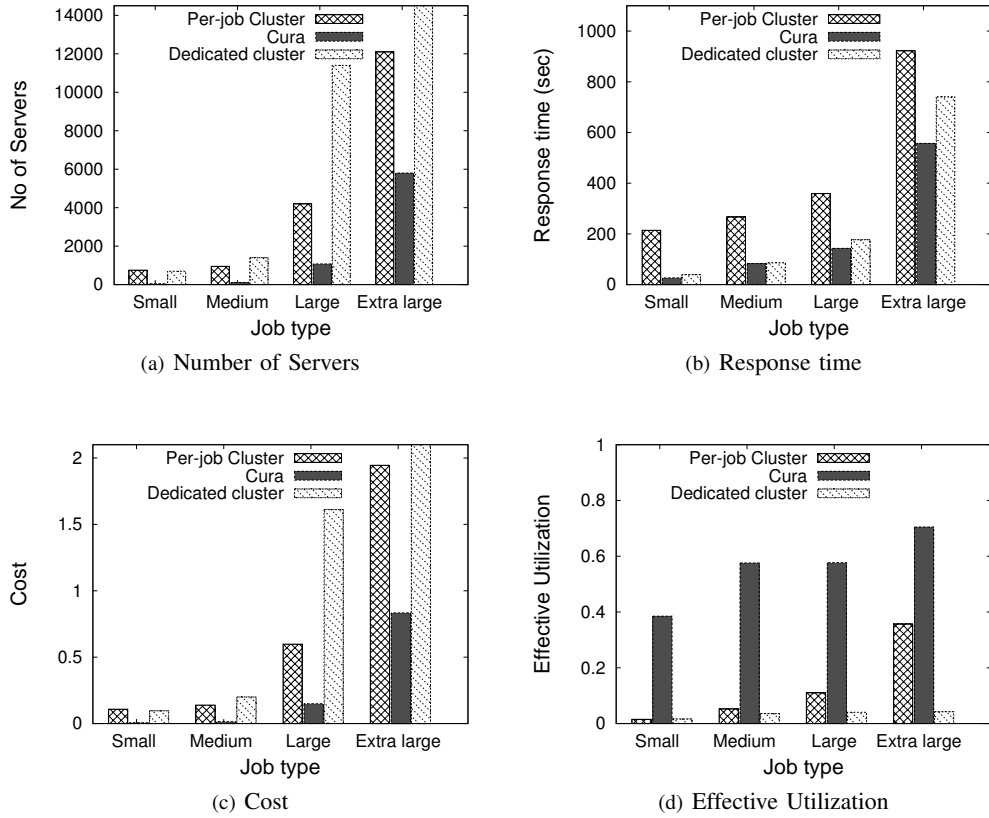 14000
12000
10000
8000
6000
4000
2000
0
No of Servers
Per-job Cluster
Cura
Dedicated cluster
Small Medium Large Extra large
Job type
(a) Number of Servers
1000
800
600
400
200
0
Response time (sec)
Per-job Cluster
Cura
Dedicated cluster
Small Medium Large Extra large
Job type
(b) Response time
2
1.5
1
0.5
0
Cost
Per-job Cluster
Cura
Dedicated cluster
Small Medium Large Extra large
Job type
(c) Cost
1
0.8
0.6
0.4
0.2
0
Effective Utilization
Per-job Cluster
Cura
Dedicated cluster
Small Medium Large Extra large
Job type
(d) Effective Utilization